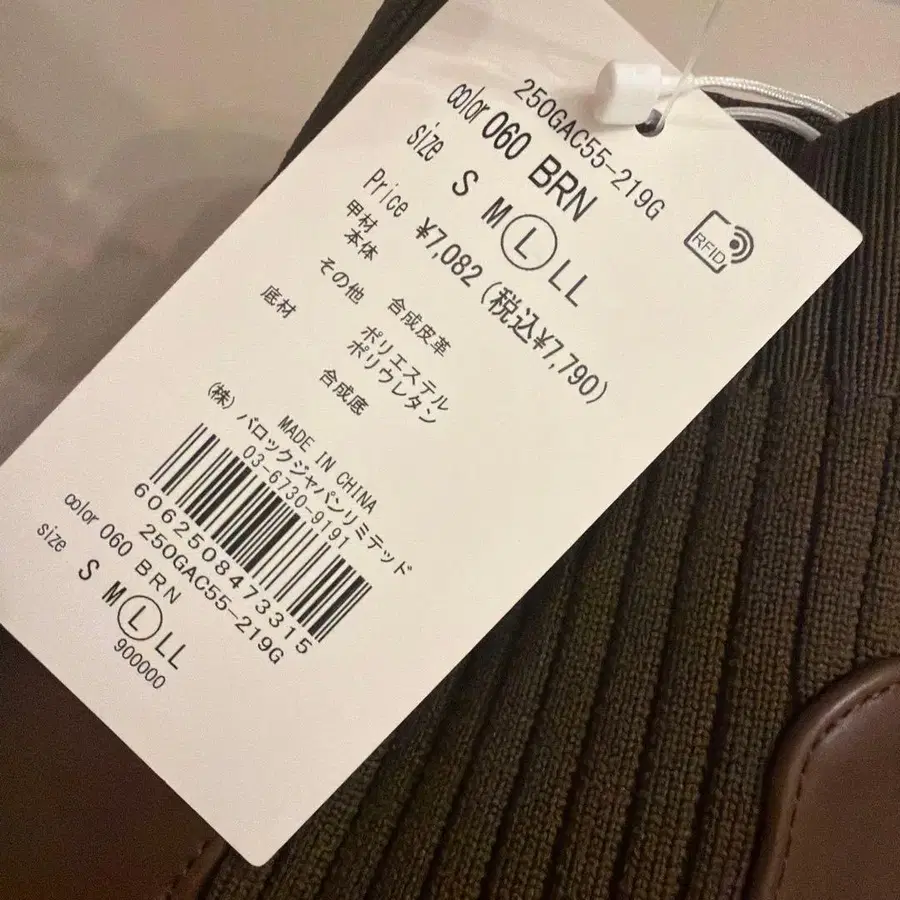 250GAC55-219G
color 060 BRN
size S M L LL
RFID
Price ¥7,082 (税込¥7,790)
甲材
本体 合成皮革
その他 ポリエステル
ポリウレタン
底材 合成底
MADE IN CHINA
(株) バロックジャパンリミテッド
03-6730-9191
6062508473315
250GAC55-219G
color 060 BRN
size S M L LL
900000